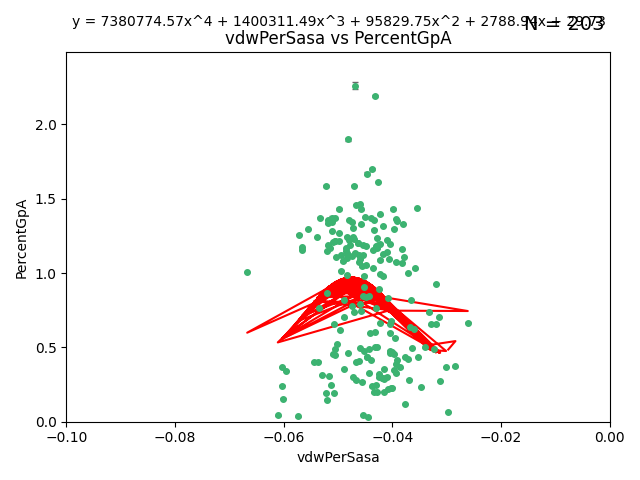 y = 7380774.57x^4 + 1400311.49x^3 + 95829.75x^2 + 2788.94x + 29.73
N = 203
vdwPerSasa vs PercentGpA
PercentGpA
2.0
1.5
1.0
0.5
0.0
−0.10 −0.08 −0.06 −0.04 −0.02 0.00
vdwPerSasa